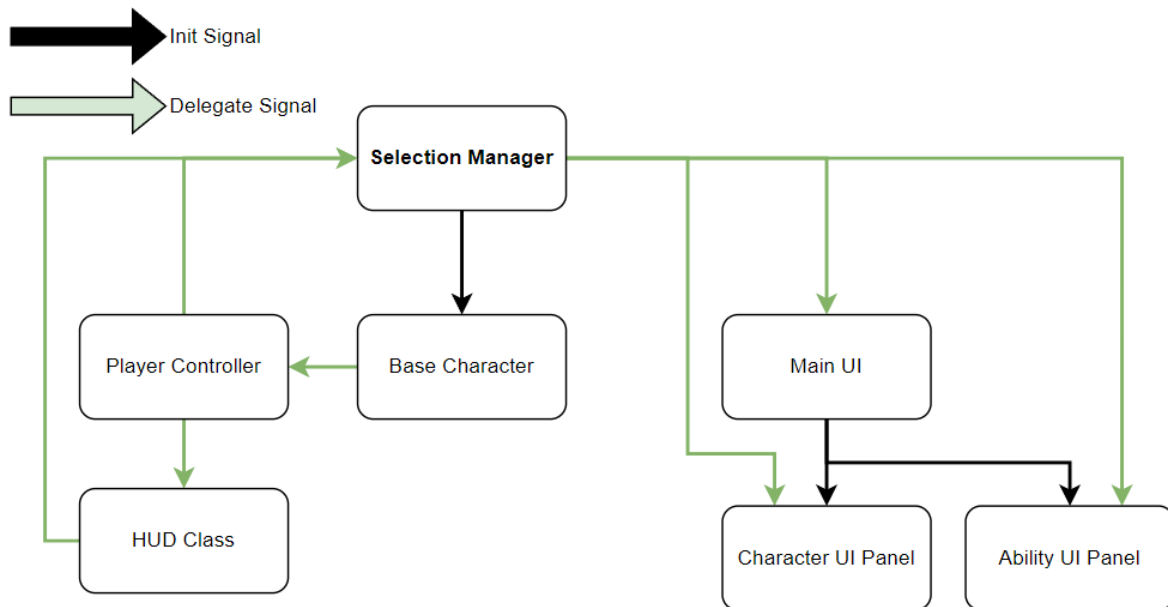 Init Signal
Delegate Signal
Selection Manager
Player Controller
Base Character
Main UI
HUD Class
Character UI Panel
Ability UI Panel